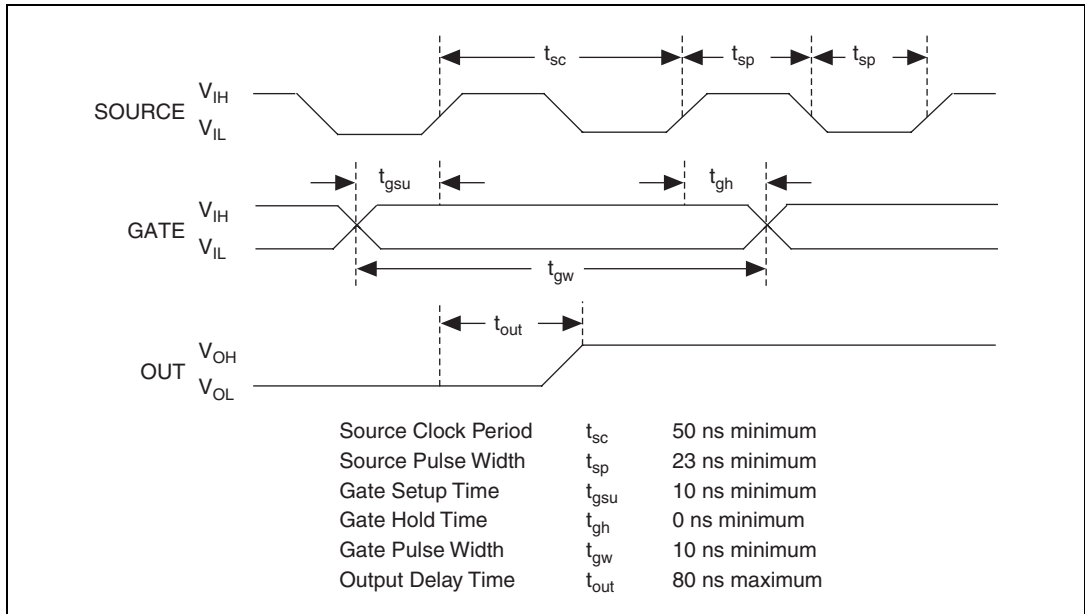 t_sc t_sp t_sp
SOURCE V_IH
V_IL
t_gsu t_gh
GATE V_IH
V_IL
t_gw
t_out
OUT V_OH
V_OL
Source Clock Period t_sc 50 ns minimum
Source Pulse Width t_sp 23 ns minimum
Gate Setup Time t_gsu 10 ns minimum
Gate Hold Time t_gh 0 ns minimum
Gate Pulse Width t_gw 10 ns minimum
Output Delay Time t_out 80 ns maximum